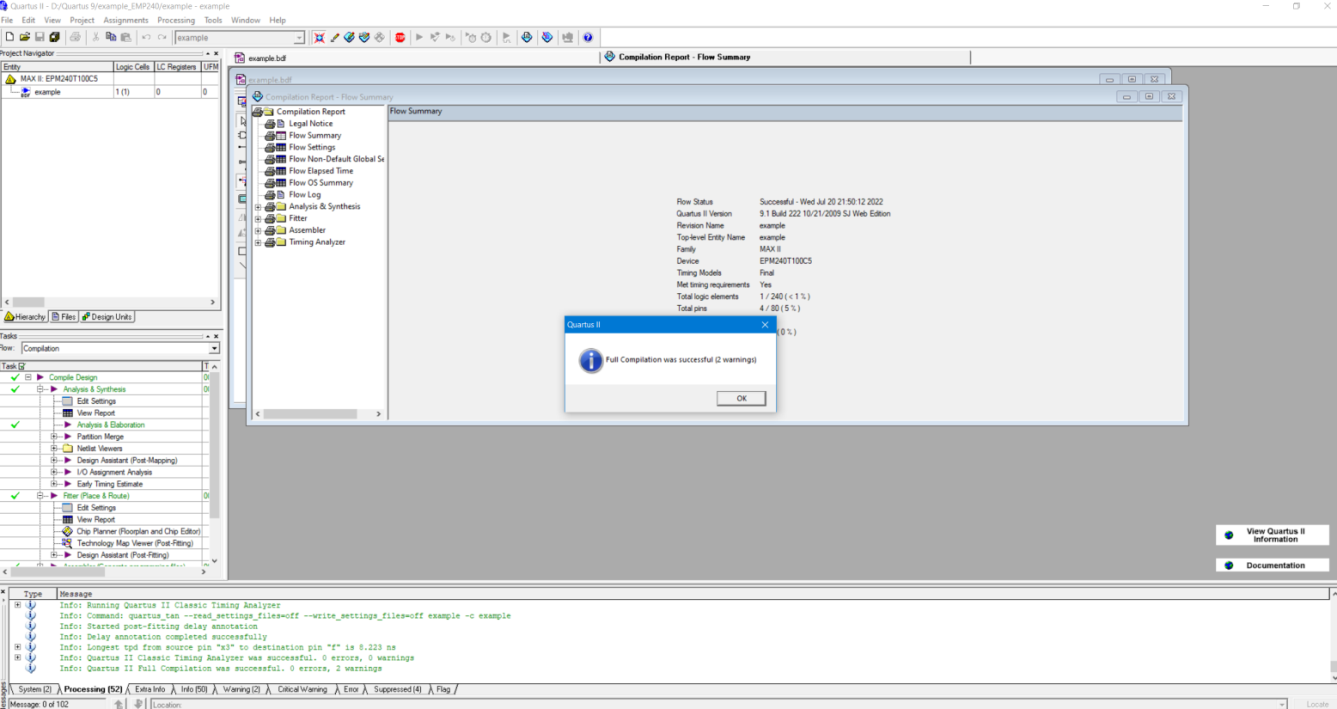 Quartus II - D:/Quartus 9/example_EMP240/example - example
File Edit View Project Assignments Processing Tools Window Help
example
Project Navigator
Entity Logic Cells LC Registers UFM
MAX II: EPM240T100C5
example 1 (1) 0 0
Hierarchy Files Design Units
Tasks
Flow: Compilation
Task
Compile Design
Analysis & Synthesis
Edit Settings
View Report
Analysis & Elaboration
Partition Merge
Netlist Viewers
Design Assistant (Post-Mapping)
I/O Assignment Analysis
Early Timing Estimate
Fitter (Place & Route)
Edit Settings
View Report
Chip Planner (Floorplan and Chip Editor)
Technology Map Viewer (Post-Fitting)
Design Assistant (Post-Fitting)
example.bdf
Compilation Report - Flow Summary
example.bdf
Compilation Report - Flow Summary
Compilation Report
Legal Notice
Flow Summary
Flow Settings
Flow Non-Default Global Se
Flow Elapsed Time
Flow OS Summary
Flow Log
Analysis & Synthesis
Fitter
Assembler
Timing Analyzer
Flow Summary
Flow Status Successful - Wed Jul 20 21:50:12 2022
Quartus II Version 9.1 Build 222 10/21/2009 SJ Web Edition
Revision Name example
Top-level Entity Name example
Family MAX II
Device EPM240T100C5
Timing Models Final
Met timing requirements Yes
Total logic elements 1 / 240 ( < 1 % )
Total pins 4 / 80 ( 5 % )
( 0 % )
Quartus II
Full Compilation was successful (2 warnings)
OK
View Quartus II
Information
Documentation
Type Message
Info: Running Quartus II Classic Timing Analyzer
Info: Command: quartus_tan --read_settings_files=off --write_settings_files=off example -c example
Info: Started post-fitting delay annotation
Info: Delay annotation completed successfully
Info: Longest tpd from source pin "x3" to destination pin "f" is 8.223 ns
Info: Quartus II Classic Timing Analyzer was successful. 0 errors, 0 warnings
Info: Quartus II Full Compilation was successful. 0 errors, 2 warnings
System (2) Processing (52) Extra Info Info (50) Warning (2) Critical Warning Error Suppressed (4) Flag
Messages
Message: 0 of 102
Location:
Locate